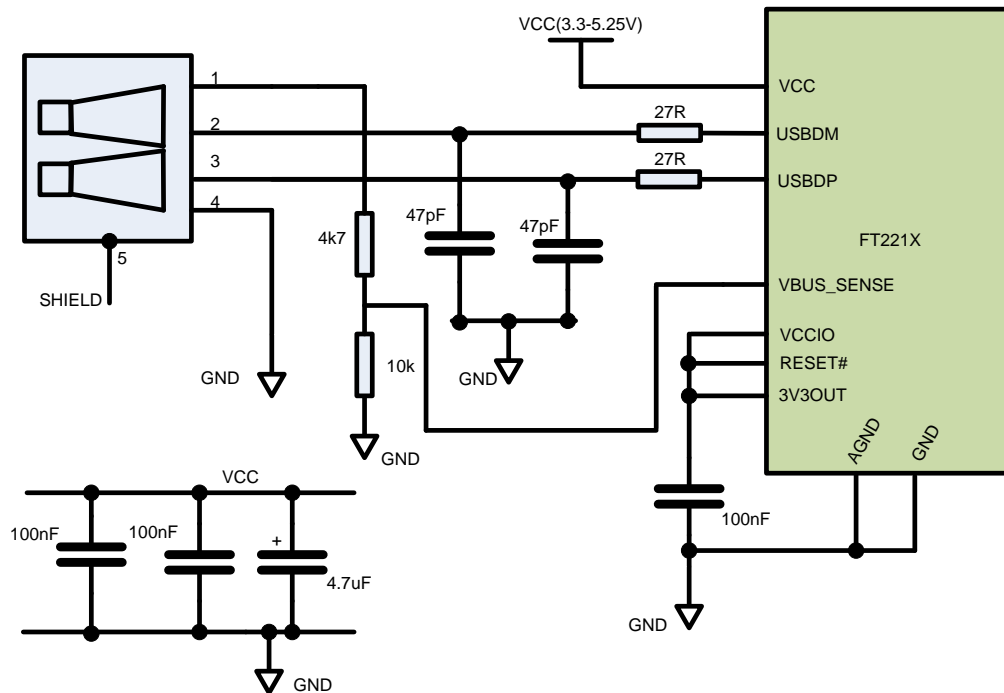 VCC(3.3-5.25V)
1
VCC
27R
2
USBDM
27R
3
USBDP
4
47pF
47pF
4k7
FT221X
5
VBUS_SENSE
SHIELD
VCCIO
10k
RESET#
GND
GND
3V3OUT
GND
AGND
GND
VCC
100nF
100nF
100nF
+
4.7uF
GND
GND